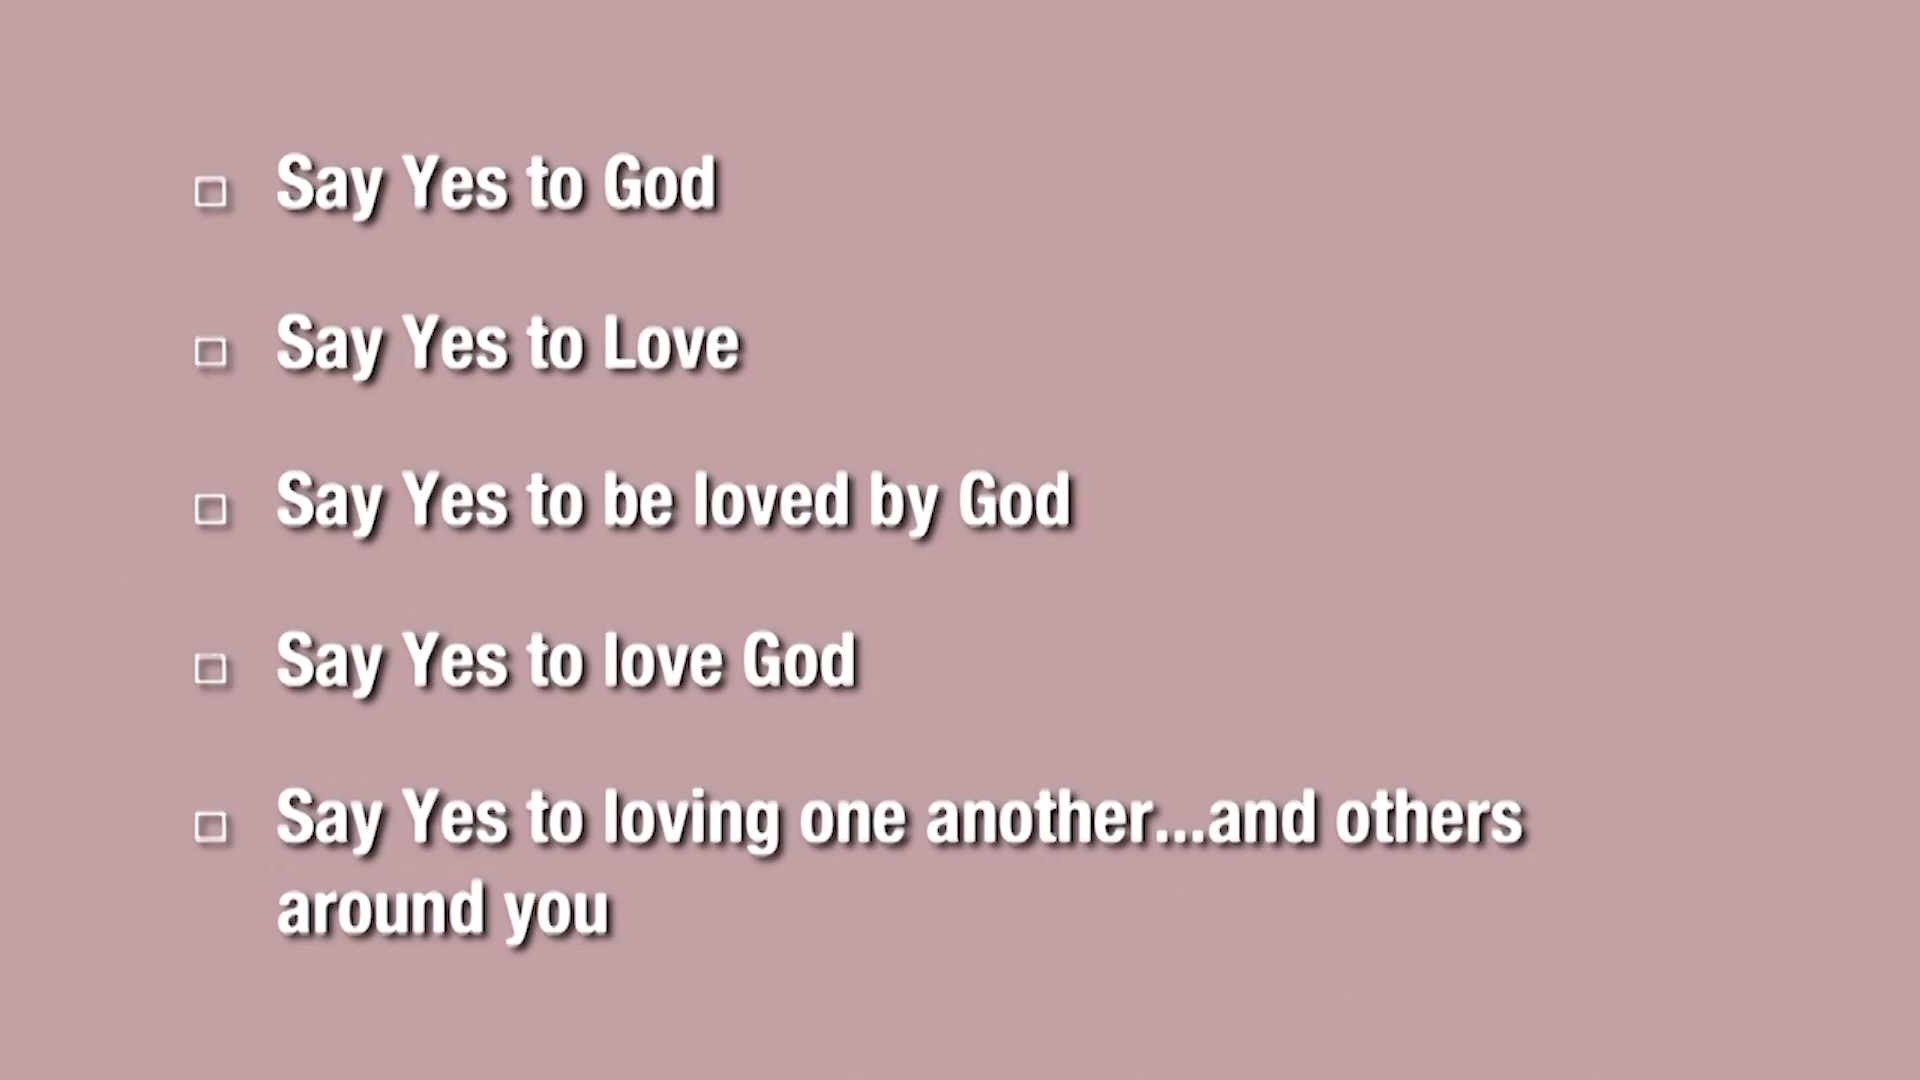 Say Yes to God
Say Yes to Love
Say Yes to be loved by God
Say Yes to love God
Say Yes to loving one another...and others
around you